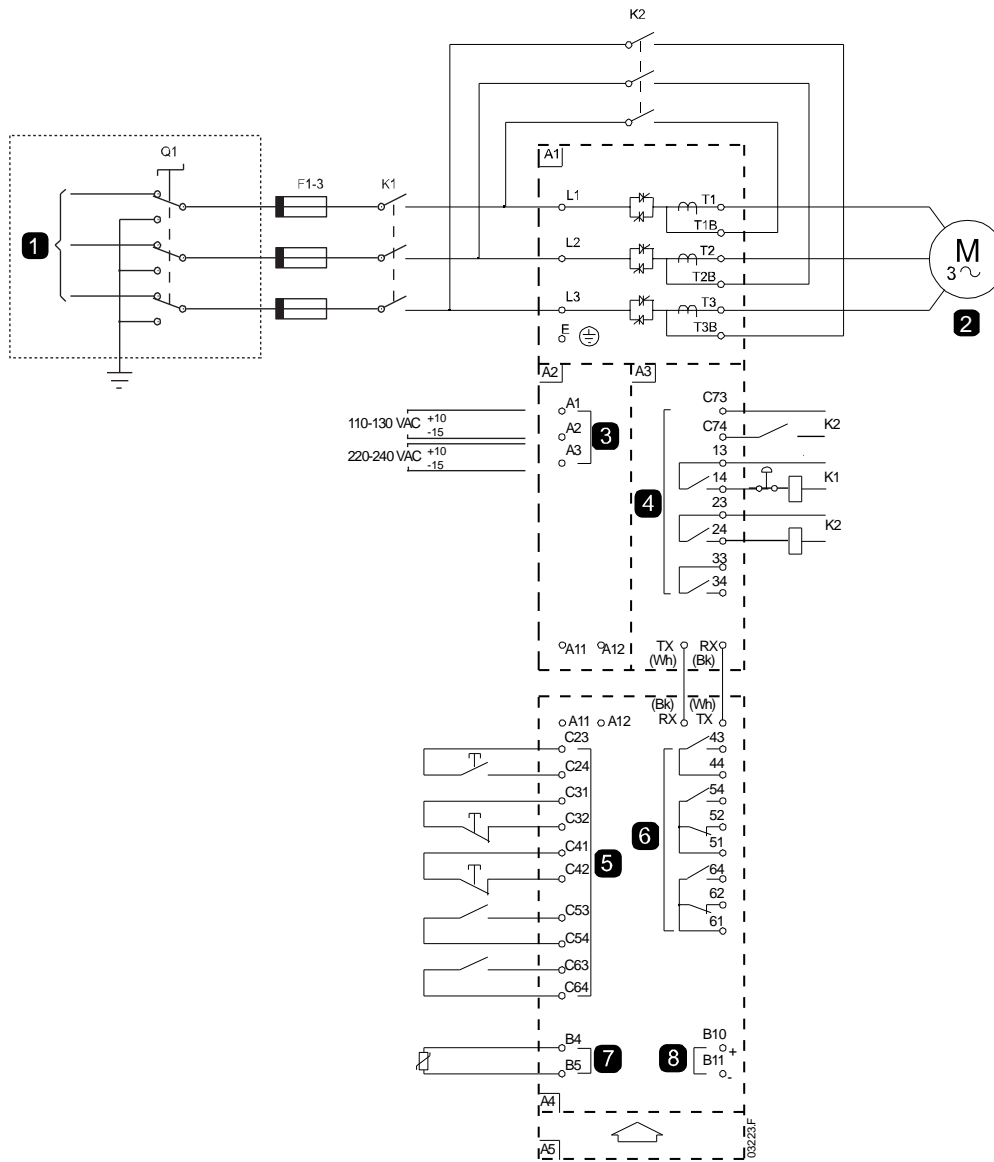 K2
A1
Q1
F1-3
K1
L1
T1
T1B
1
L2
T2
T2B
M
3
L3
T3
T3B
2
E
A2
A3
110-130 VAC +10 -15
220-240 VAC +10 -15
A1
A2
A3
3
C73
C74
K2
13
14
K1
4
23
24
K2
33
34
A11 A12
TX (Wh)
RX (Bk)
(Bk) RX
(Wh) TX
A11 A12
C23
C24
C31
C32
C41
C42
C53
C54
C63
C64
5
43
44
54
52
51
64
62
61
6
B4
B5
7
8
B10 +
B11 -
A4
A5
03223.F